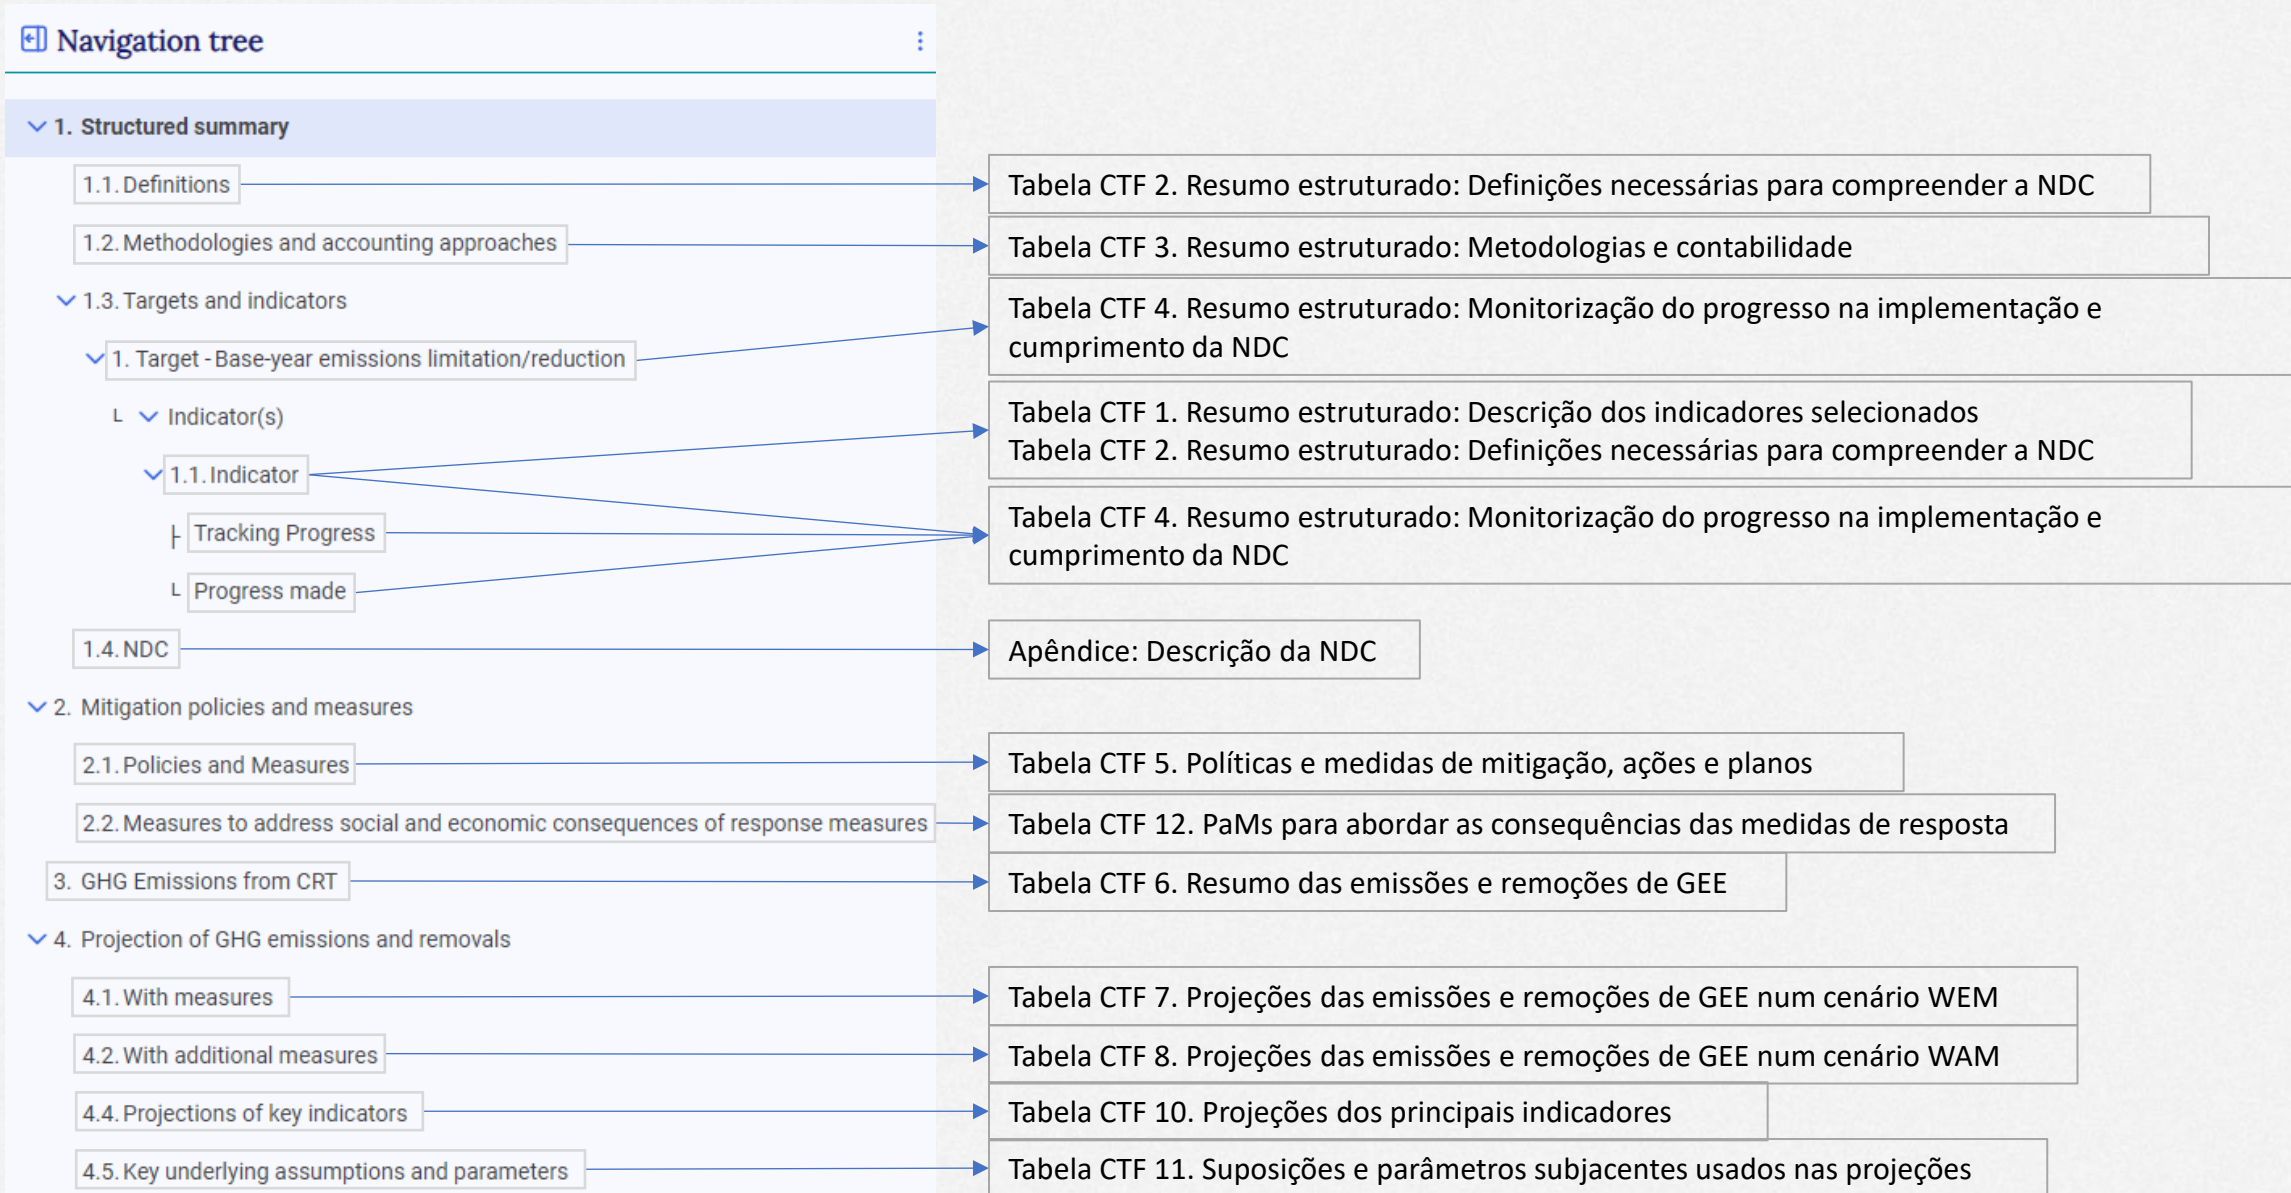 Navigation tree
1. Structured summary
1.1. Definitions
Tabela CTF 2. Resumo estruturado: Definições necessárias para compreender a NDC
1.2. Methodologies and accounting approaches
Tabela CTF 3. Resumo estruturado: Metodologias e contabilidade
1.3. Targets and indicators
Tabela CTF 4. Resumo estruturado: Monitorização do progresso na implementação e
cumprimento da NDC
1. Target - Base-year emissions limitation/reduction
Indicator(s)
Tabela CTF 1. Resumo estruturado: Descrição dos indicadores selecionados
Tabela CTF 2. Resumo estruturado: Definições necessárias para compreender a NDC
1.1. Indicator
Tracking Progress
Tabela CTF 4. Resumo estruturado: Monitorização do progresso na implementação e
cumprimento da NDC
Progress made
1.4. NDC
Apêndice: Descrição da NDC
2. Mitigation policies and measures
2.1. Policies and Measures
Tabela CTF 5. Políticas e medidas de mitigação, ações e planos
2.2. Measures to address social and economic consequences of response measures
Tabela CTF 12. PaMs para abordar as consequências das medidas de resposta
3. GHG Emissions from CRT
Tabela CTF 6. Resumo das emissões e remoções de GEE
4. Projection of GHG emissions and removals
4.1. With measures
Tabela CTF 7. Projeções das emissões e remoções de GEE num cenário WEM
4.2. With additional measures
Tabela CTF 8. Projeções das emissões e remoções de GEE num cenário WAM
4.4. Projections of key indicators
Tabela CTF 10. Projeções dos principais indicadores
4.5. Key underlying assumptions and parameters
Tabela CTF 11. Suposições e parâmetros subjacentes usados nas projeções